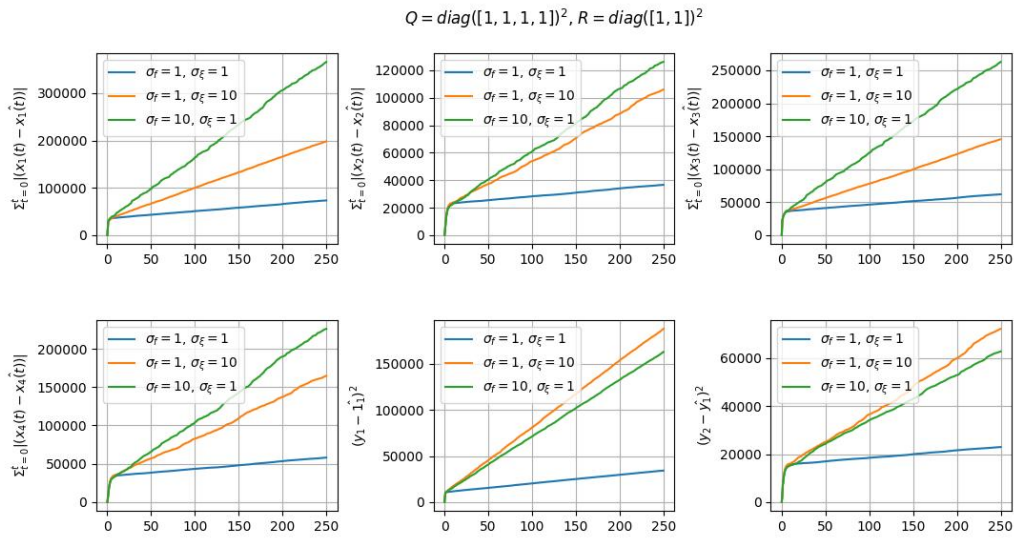 Q = diag([1, 1, 1, 1])², R = diag([1, 1])²
Σᵗₜ₌₀|(x₁(t) − x₁(̂t))|
300000
200000
100000
0
0 50 100 150 200 250
σf = 1, σξ = 1
σf = 1, σξ = 10
σf = 10, σξ = 1
Σᵗₜ₌₀|(x₂(t) − x₂(̂t))|
120000
100000
80000
60000
40000
20000
0
0 50 100 150 200 250
σf = 1, σξ = 1
σf = 1, σξ = 10
σf = 10, σξ = 1
Σᵗₜ₌₀|(x₃(t) − x₃(̂t))|
250000
200000
150000
100000
50000
0
0 50 100 150 200 250
σf = 1, σξ = 1
σf = 1, σξ = 10
σf = 10, σξ = 1
Σᵗₜ₌₀|(x₄(t) − x₄(̂t))|
200000
150000
100000
50000
0
0 50 100 150 200 250
σf = 1, σξ = 1
σf = 1, σξ = 10
σf = 10, σξ = 1
(y₁ − 1̂₁)²
150000
100000
50000
0
0 50 100 150 200 250
σf = 1, σξ = 1
σf = 1, σξ = 10
σf = 10, σξ = 1
(y₂ − ŷ₁)²
60000
40000
20000
0
0 50 100 150 200 250
σf = 1, σξ = 1
σf = 1, σξ = 10
σf = 10, σξ = 1